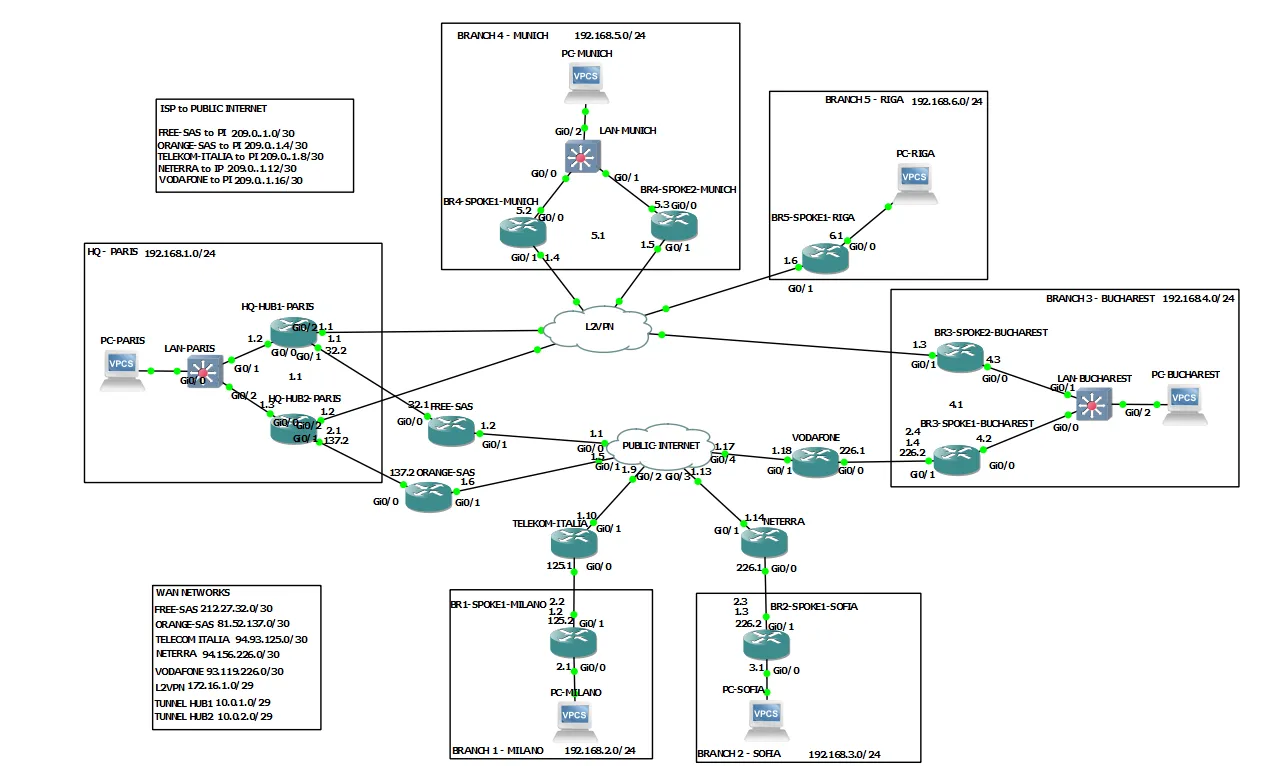 BRANCH 4 - MUNICH 192.168.5.0/24
PC-MUNICH
VPCS
Gi0/2
LAN-MUNICH
Gi0/0
Gi0/1
BR4-SPOKE1-MUNICH
5.2
Gi0/0
BR4-SPOKE2-MUNICH
5.3
Gi0/0
5.1
Gi0/1
1.4
1.5
Gi0/1
ISP to PUBLIC INTERNET
FREE-SAS to PI 209.0..1.0/30
ORANGE-SAS to PI 209.0..1.4/30
TELEKOM-ITALIA to PI 209.0..1.8/30
NETERRA to IP 209.0..1.12/30
VODAFONE to PI 209.0..1.16/30
BRANCH 5 - RIGA 192.168.6.0/24
PC-RIGA
VPCS
BR5-SPOKE1-RIGA
6.1
Gi0/0
1.6
Gi0/1
HQ - PARIS 192.168.1.0/24
HQ-HUB1-PARIS
Gi0/2
1.1
1.1
32.2
1.2
Gi0/0
Gi0/1
PC-PARIS
VPCS
LAN-PARIS
Gi0/0
Gi0/1
Gi0/2
1.1
1.3
HQ-HUB2-PARIS
Gi0/0
Gi0/2
1.2
2.1
Gi0/1
137.2
L2VPN
BRANCH 3 - BUCHAREST 192.168.4.0/24
BR3-SPOKE2-BUCHAREST
1.3
Gi0/1
4.3
Gi0/0
LAN-BUCHAREST
Gi0/1
Gi0/0
Gi0/2
PC-BUCHAREST
VPCS
4.1
BR3-SPOKE1-BUCHAREST
2.4
1.4
226.2
4.2
Gi0/1
Gi0/0
32.1
FREE-SAS
Gi0/0
1.2
Gi0/1
137.2
ORANGE-SAS
Gi0/0
1.6
Gi0/1
PUBLIC-INTERNET
1.1
Gi0/0
1.5
Gi0/1
1.9
Gi0/2
Gi0/3
1.13
1.17
Gi0/4
VODAFONE
1.18
Gi0/1
226.1
Gi0/0
TELEKOM-ITALIA
1.10
Gi0/1
125.1
Gi0/0
NETERRA
1.14
Gi0/1
226.1
Gi0/0
WAN NETWORKS
FREE-SAS 212.27.32.0/30
ORANGE-SAS 81.52.137.0/30
TELECOM ITALIA 94.93.125.0/30
NETERRA 94.156.226.0/30
VODAFONE 93.119.226.0/30
L2VPN 172.16.1.0/29
TUNNEL HUB1 10.0.1.0/29
TUNNEL HUB2 10.0.2.0/29
BR1-SPOKE1-MILANO
2.2
1.2
125.2
Gi0/1
2.1
Gi0/0
PC-MILANO
VPCS
BRANCH 1 - MILANO 192.168.2.0/24
2.3
1.3
226.2
BR2-SPOKE1-SOFIA
Gi0/1
3.1
Gi0/0
PC-SOFIA
VPCS
BRANCH 2 - SOFIA 192.168.3.0/24